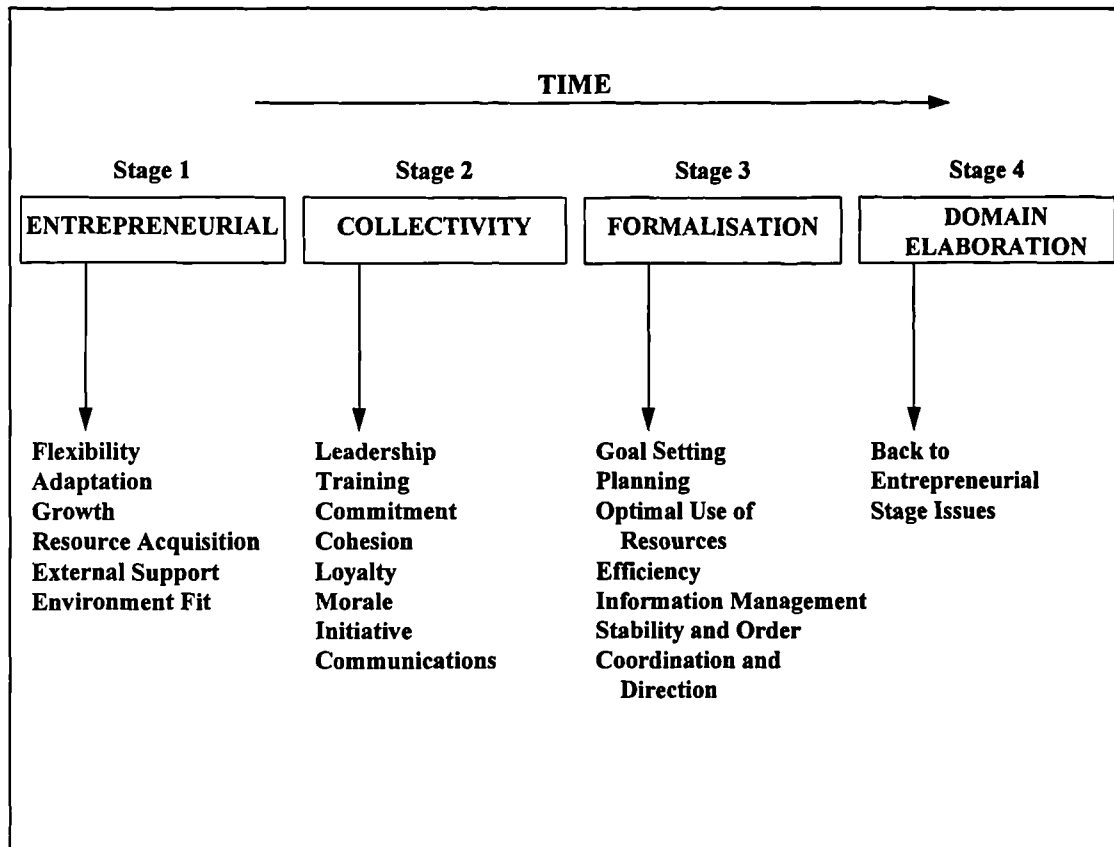 TIME
Stage 1
Stage 2
Stage 3
Stage 4
ENTREPRENEURIAL
COLLECTIVITY
FORMALISATION
DOMAIN
ELABORATION
Flexibility
Adaptation
Growth
Resource Acquisition
External Support
Environment Fit
Leadership
Training
Commitment
Cohesion
Loyalty
Morale
Initiative
Communications
Goal Setting
Planning
Optimal Use of
Resources
Efficiency
Information Management
Stability and Order
Coordination and
Direction
Back to
Entrepreneurial
Stage Issues